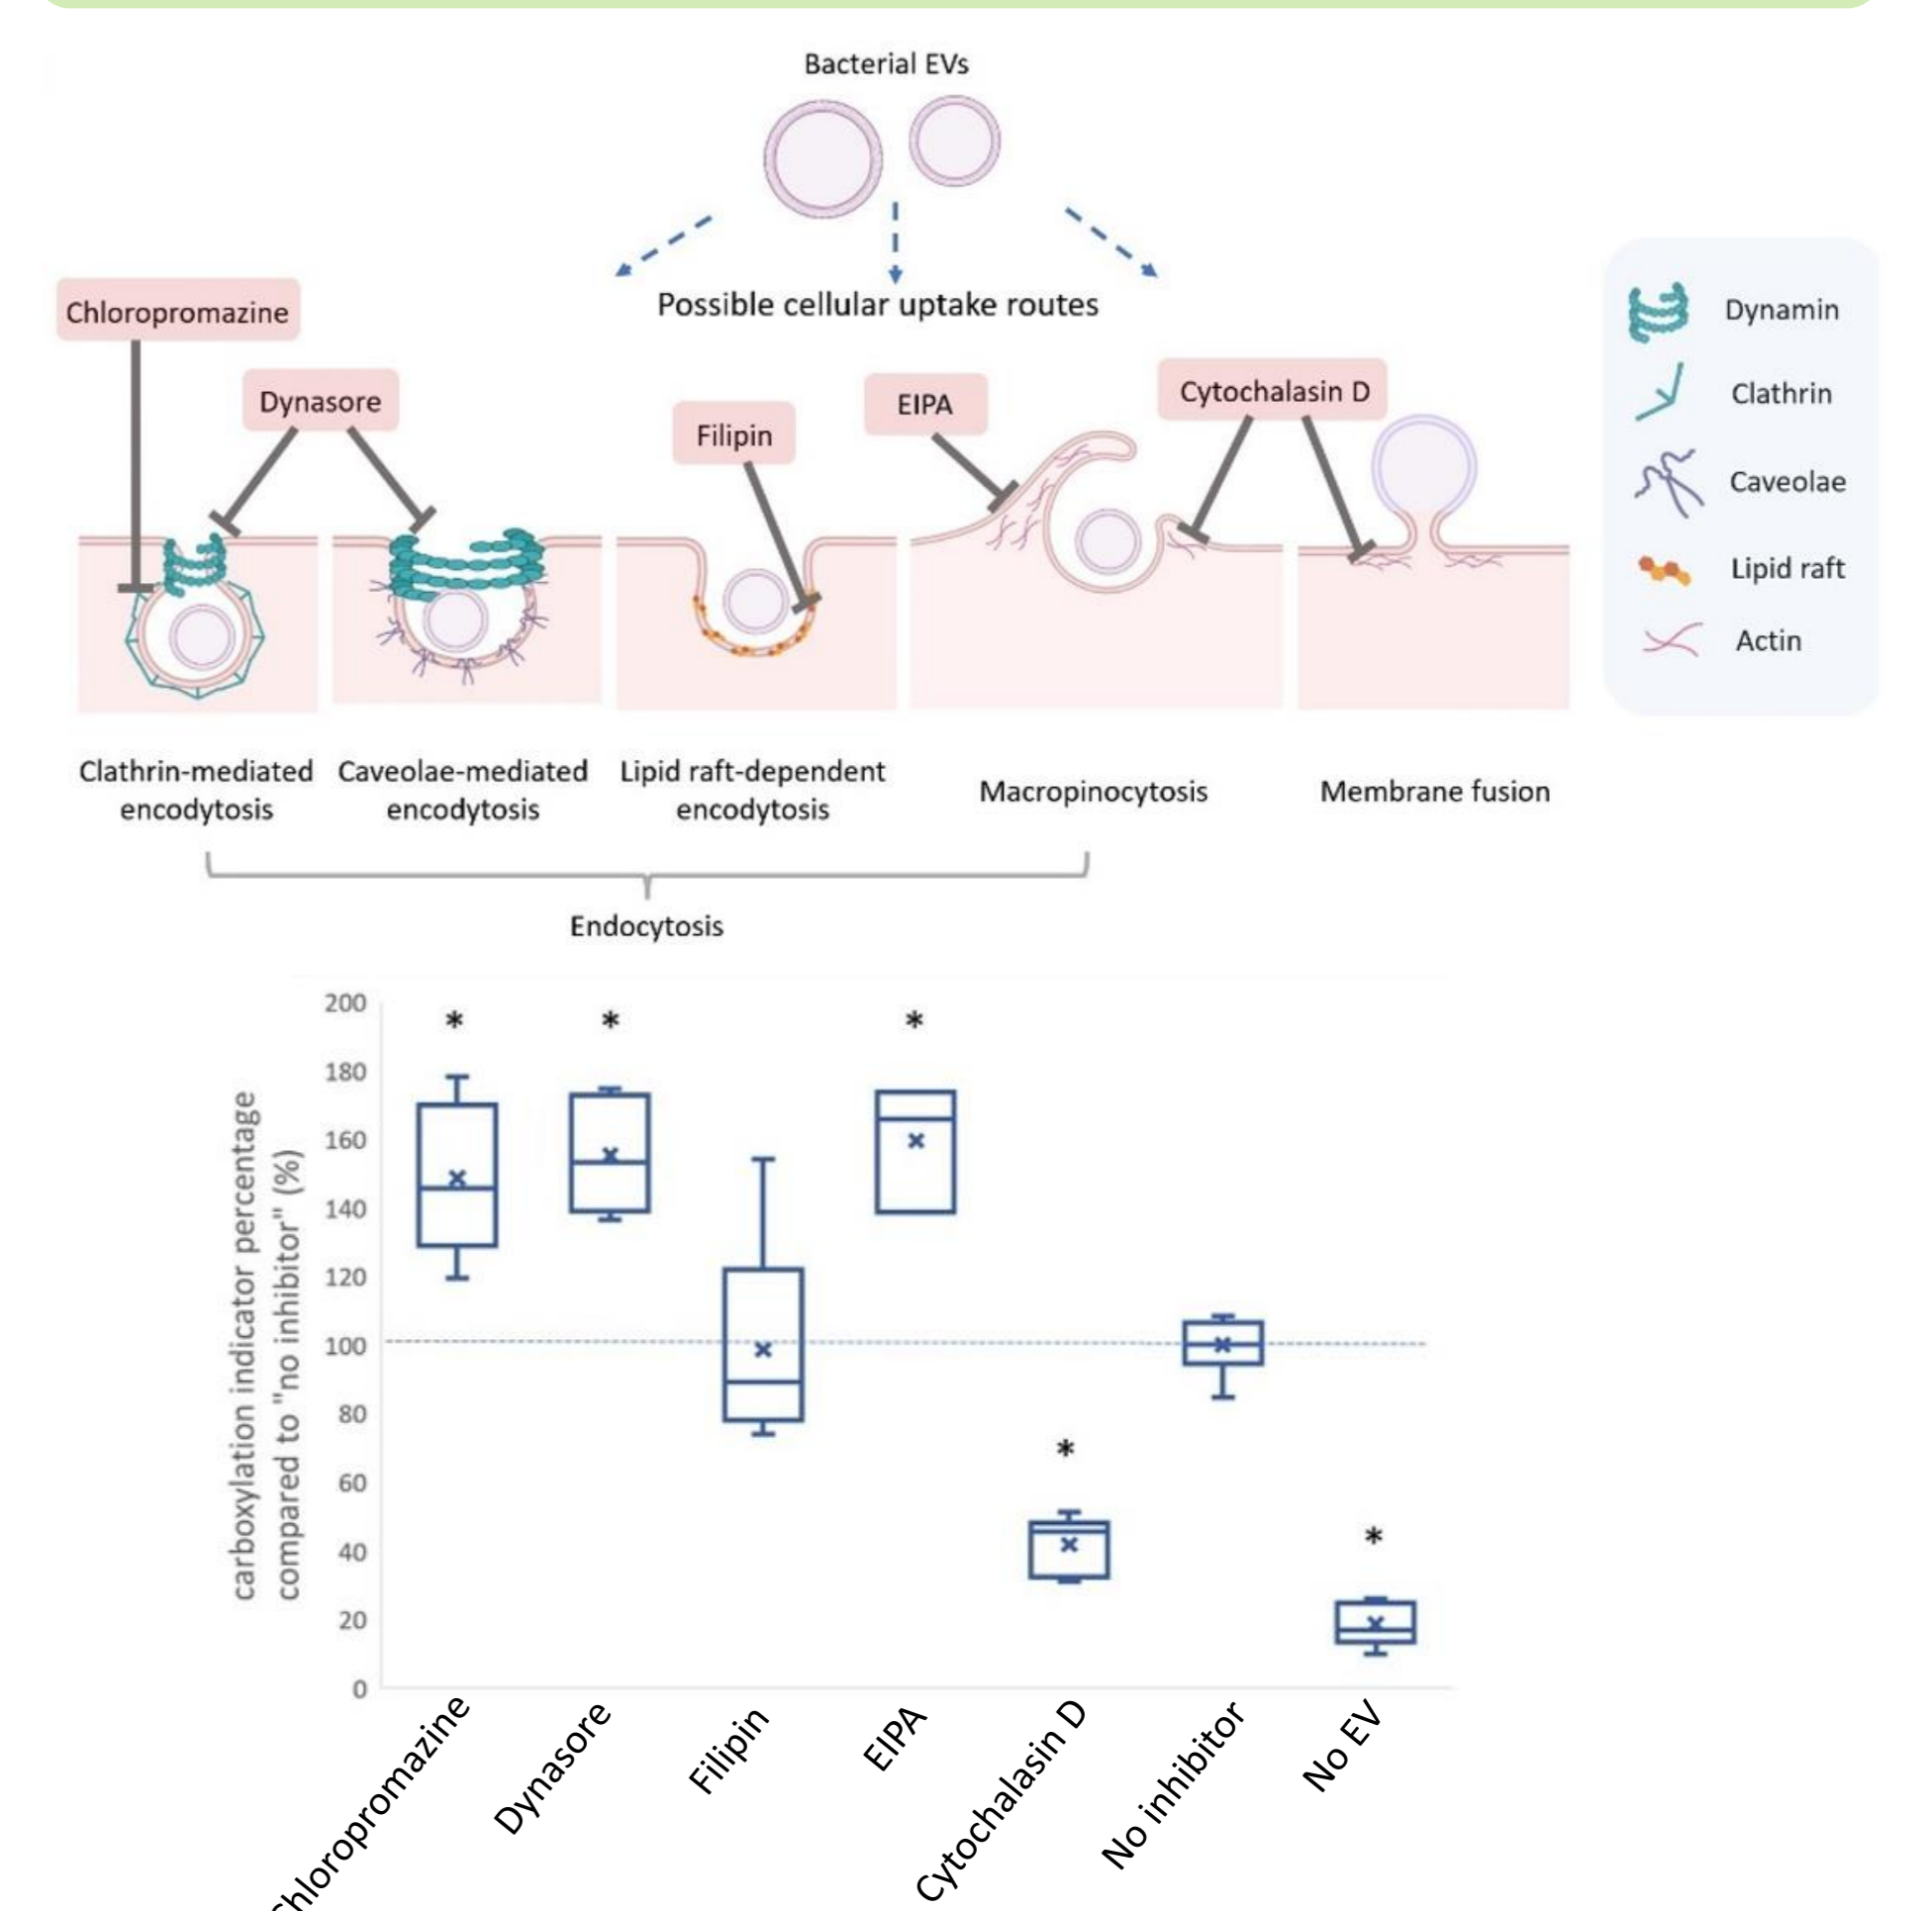 Bacterial EVs
Possible cellular uptake routes
Chloropromazine
Dynasore
Filipin
EIPA
Cytochalasin D
Dynamin
Clathrin
Caveolae
Lipid raft
Actin
Clathrin-mediated
encodytosis
Caveolae-mediated
encodytosis
Lipid raft-dependent
encodytosis
Macropinocytosis
Membrane fusion
Endocytosis
carboxylation indicator percentage
compared to "no inhibitor" (%)
200
180
160
140
120
100
80
60
40
20
0
*
*
*
*
*
Chloropromazine
Dynasore
Filipin
EIPA
Cytochalasin D
No inhibitor
No EV